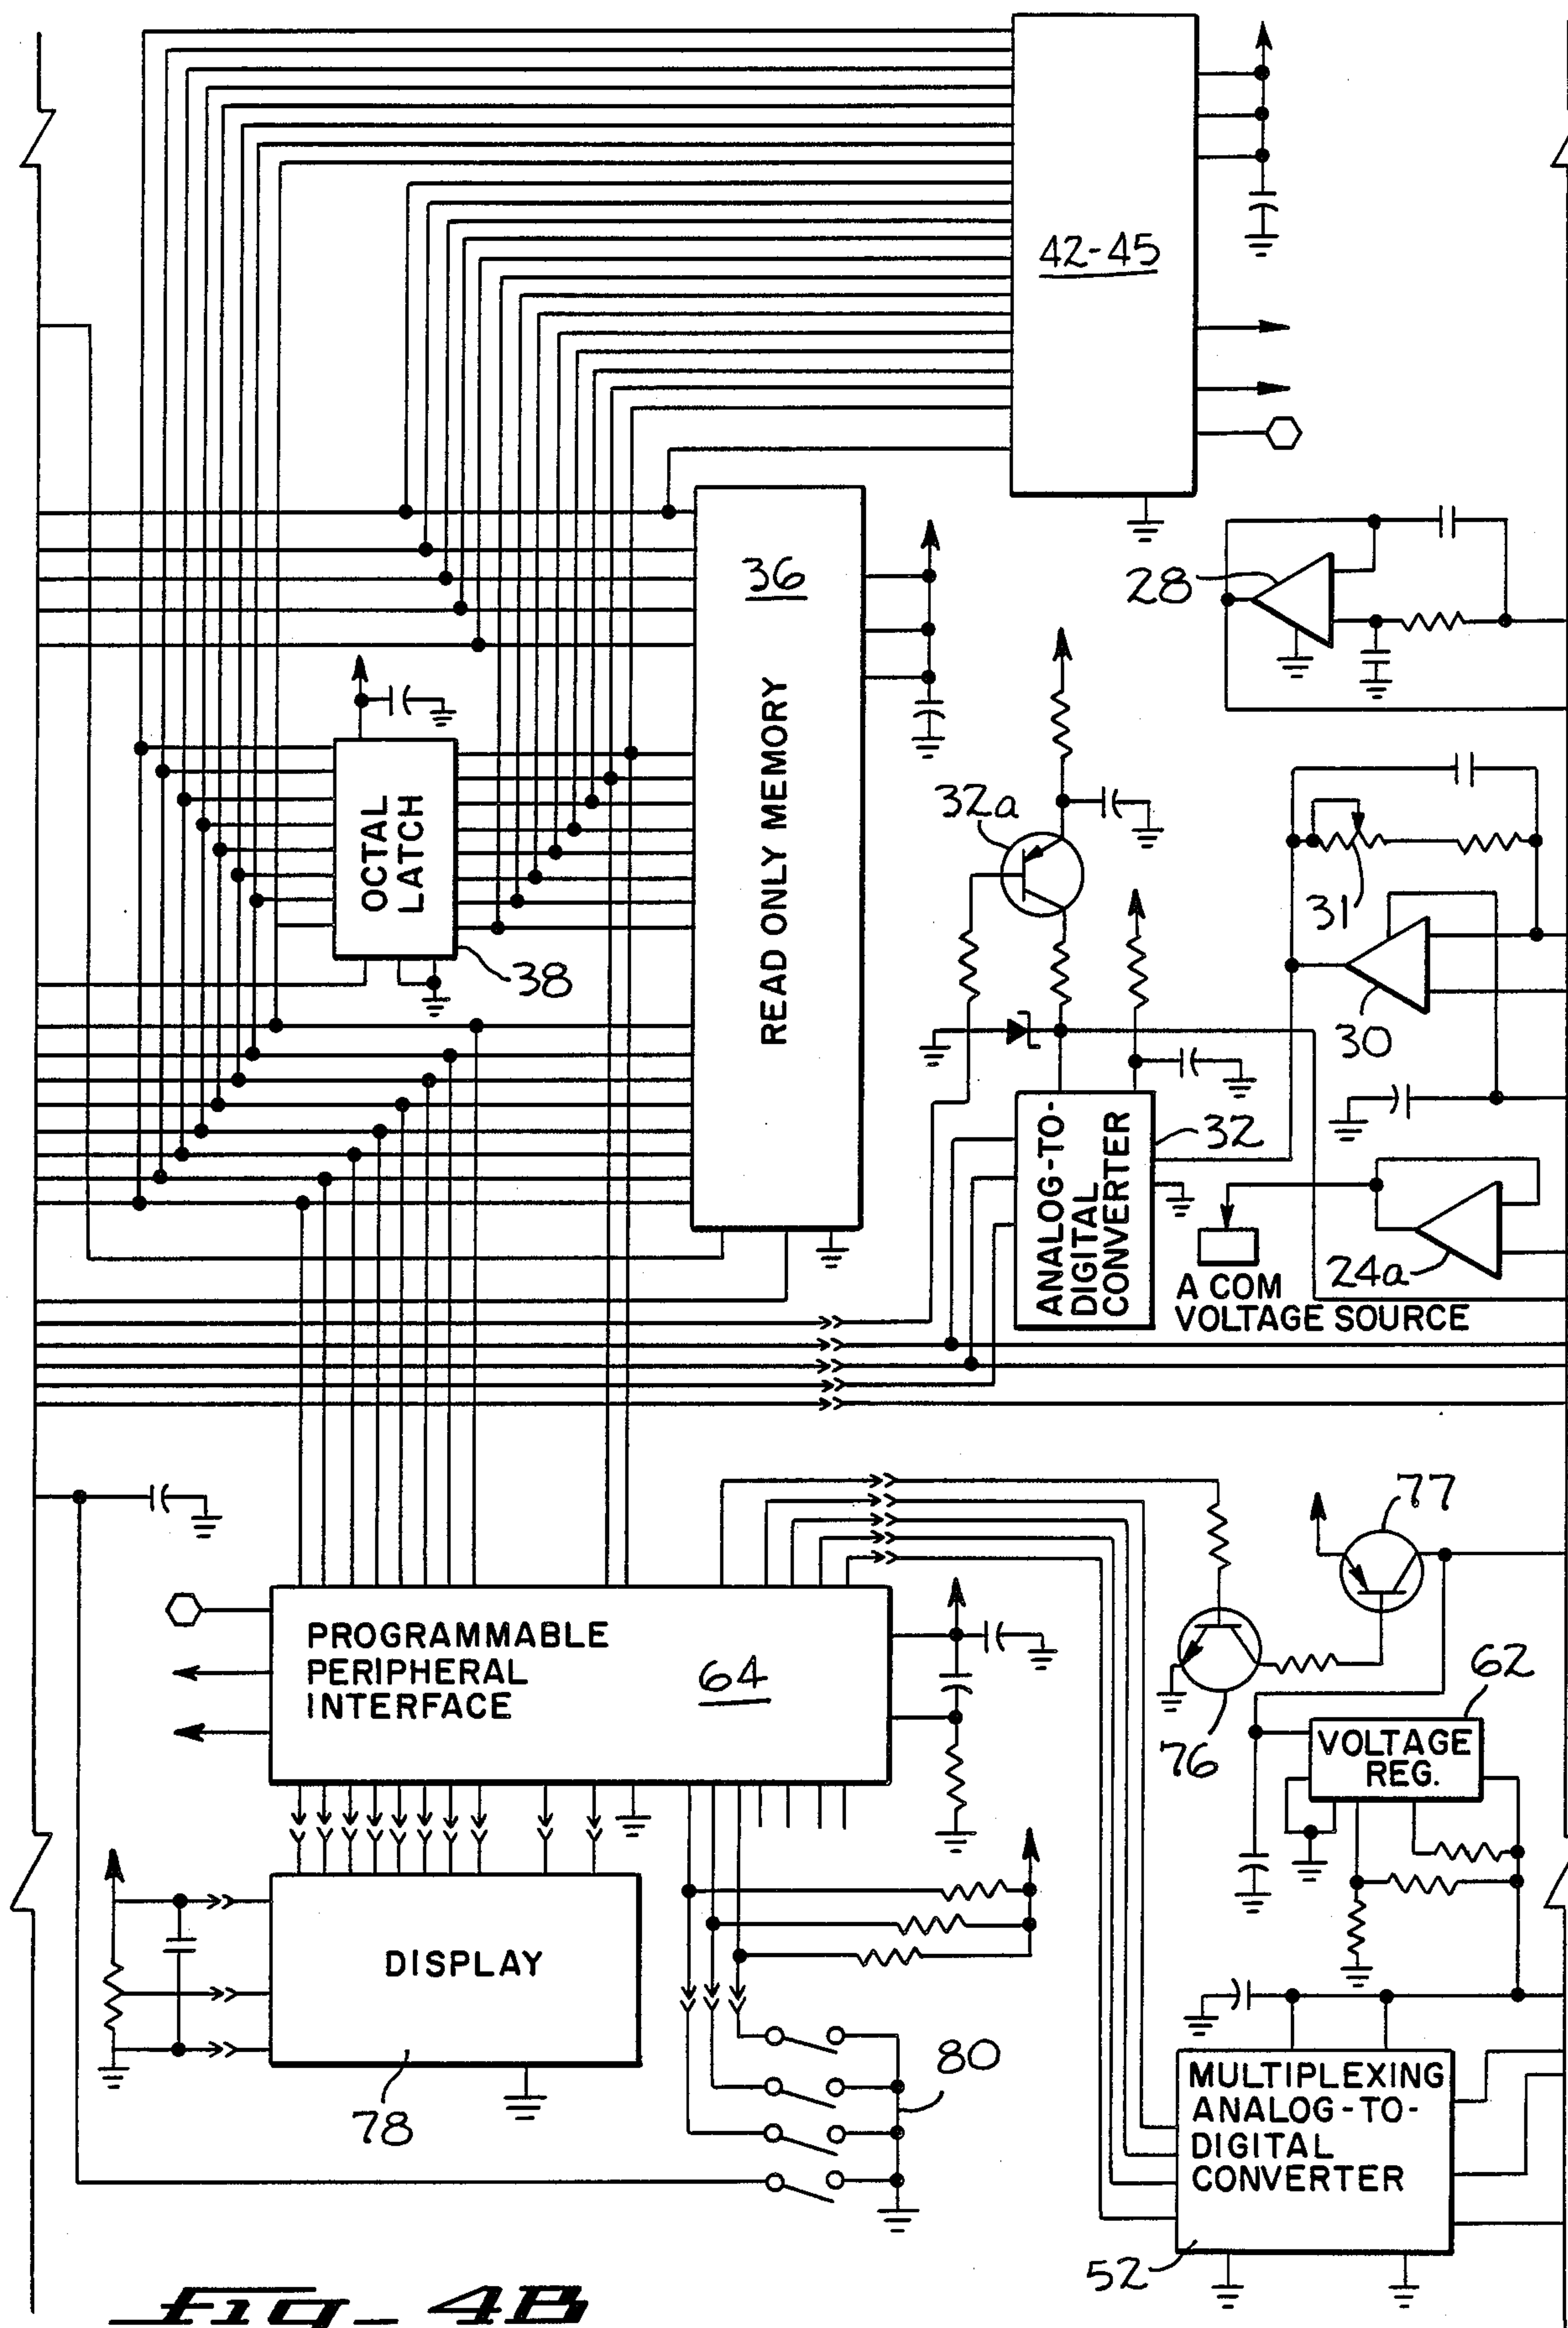 42-45
36
READ ONLY MEMORY
28
32a
OCTAL
LATCH
38
31
30
ANALOG-TO-
DIGITAL
CONVERTER
32
24a
A COM
VOLTAGE SOURCE
77
PROGRAMMABLE
PERIPHERAL
INTERFACE
64
76
62
VOLTAGE
REG.
DISPLAY
78
80
MULTIPLEXING
ANALOG-TO-
DIGITAL
CONVERTER
52
Fig_4B